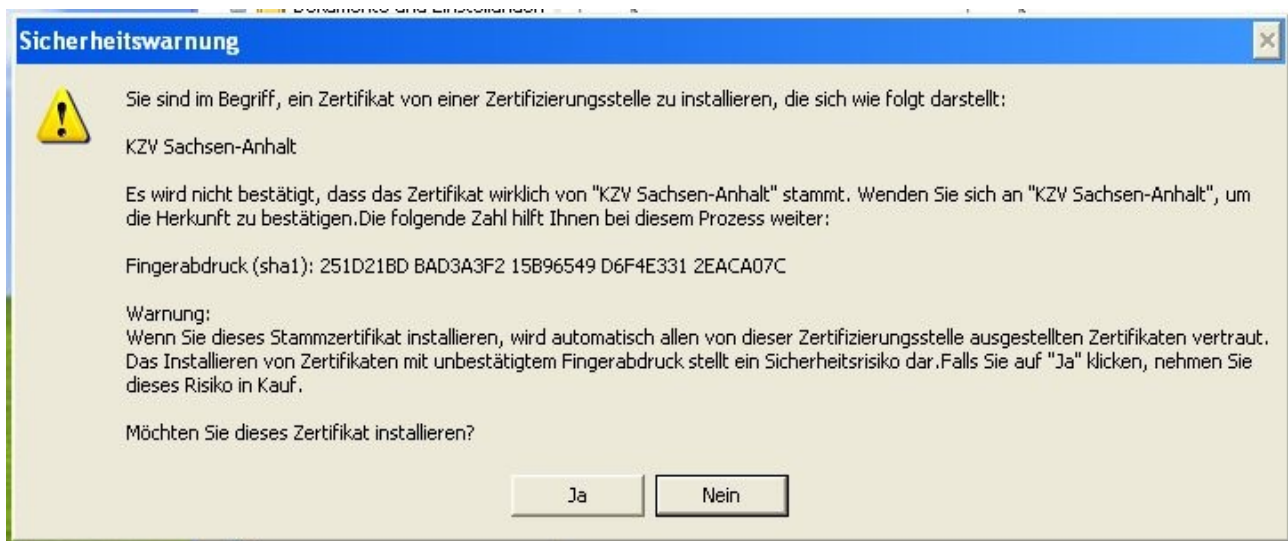 Sicherheitswarnung
Sie sind im Begriff, ein Zertifikat von einer Zertifizierungsstelle zu installieren, die sich wie folgt darstellt:
KZV Sachsen-Anhalt
Es wird nicht bestätigt, dass das Zertifikat wirklich von "KZV Sachsen-Anhalt" stammt. Wenden Sie sich an "KZV Sachsen-Anhalt", um
die Herkunft zu bestätigen.Die folgende Zahl hilft Ihnen bei diesem Prozess weiter:
Fingerabdruck (sha1): 251D21BD BAD3A3F2 15B96549 D6F4E331 2EACA07C
Warnung:
Wenn Sie dieses Stammzertifikat installieren, wird automatisch allen von dieser Zertifizierungsstelle ausgestellten Zertifikaten vertraut.
Das Installieren von Zertifikaten mit unbestätigtem Fingerabdruck stellt ein Sicherheitsrisiko dar.Falls Sie auf "Ja" klicken, nehmen Sie
dieses Risiko in Kauf.
Möchten Sie dieses Zertifikat installieren?
Ja
Nein